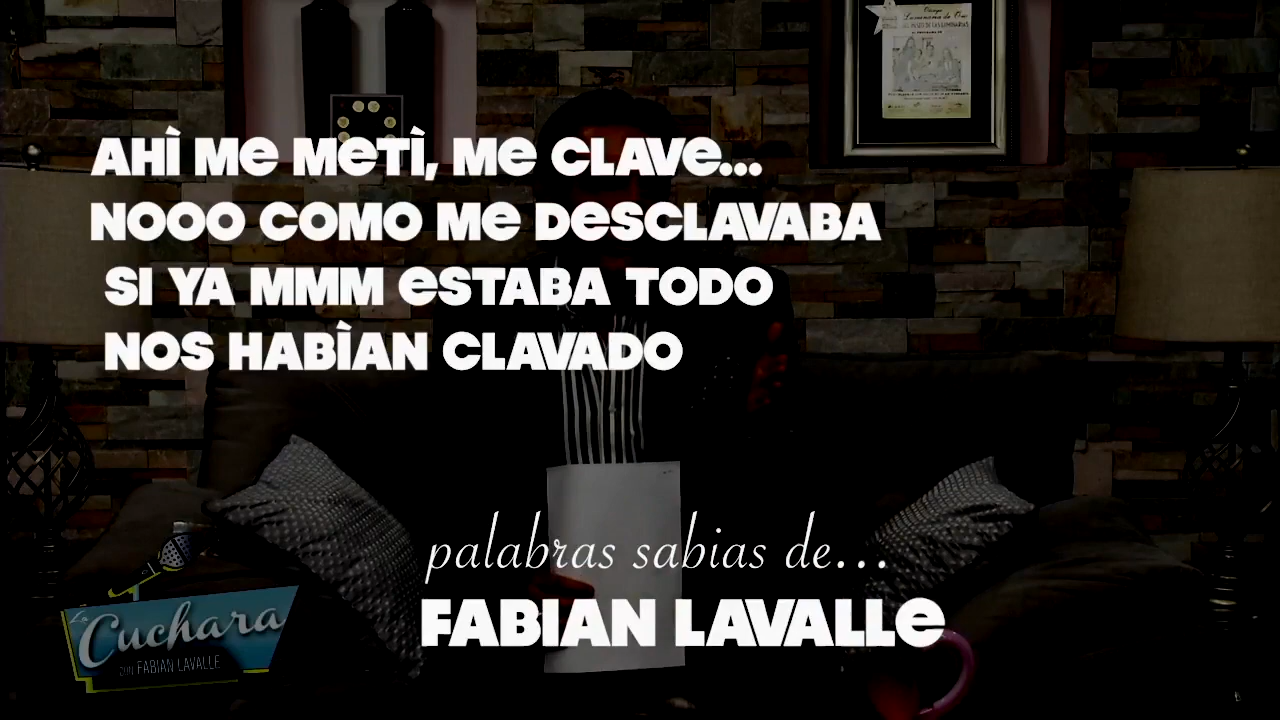 AHÌ Me MeTÌ, Me CLAVe...
NOOO COMO Me DeSCLAVABA
SI YA MMM eSTABA TODO
NOS HABÌAN CLAVADO
palabras sabias de...
FABIAN LAVALLe
La
Cuchara
CON FABIAN LAVALLE